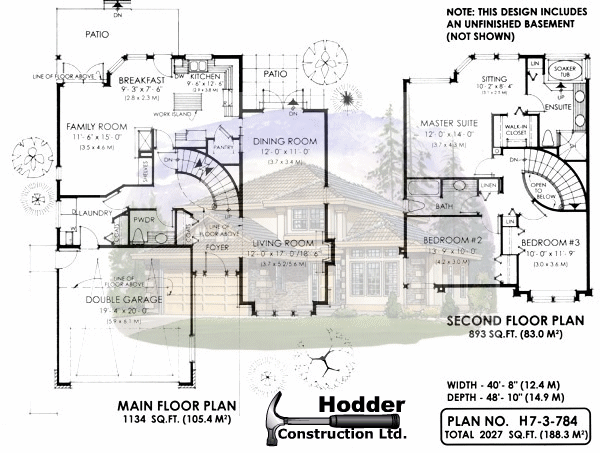 NOTE: THIS DESIGN INCLUDES
AN UNFINISHED BASEMENT
(NOT SHOWN)
DN
PATIO
LINE OF FLOOR ABOVE
BREAKFAST
9'- 3" x 7'- 6"
(2.8 x 2.3 M)
DW
KITCHEN
9'- 6" x 12'- 6"
(2.9 x 3.8 M)
WORK ISLAND
FAMILY ROOM
11'- 6" x 15'- 0"
(3.5 x 4.6 M)
SHELVES
PANTRY
DN
UP
LAUNDRY
PWDR
LINE OF
FLOOR ABOVE
FOYER
LINE OF
FLOOR ABOVE
DOUBLE GARAGE
19'- 4" x 20'- 0"
(5.9 x 6.1 M)
PATIO
DN
DINING ROOM
12'- 0" x 11'- 0"
(3.7 x 3.4 M)
LIVING ROOM
12'- 0" x 17'- 0"/18'- 6"
(3.7 x 5.2/5.6 M)
MAIN FLOOR PLAN
1134 SQ.FT. (105.4 M²)
SITTING
10'- 2" x 8'- 4"
LIN
SOAKER
TUB
UP
ENSUITE
MASTER SUITE
12'- 0" x 14'- 0"
(3.7 x 4.3 M)
WALK-IN
CLOSET
DN
LINEN
BATH
OPEN
TO
BELOW
LIN
BEDROOM #2
13'- 9" x 10'- 0"
(4.2 x 3.0 M)
BEDROOM #3
10'- 0" x 11'- 9"
(3.0 x 3.6 M)
SECOND FLOOR PLAN
893 SQ.FT. (83.0 M²)
WIDTH - 40'- 8" (12.4 M)
DEPTH - 48'- 10" (14.9 M)
PLAN NO. H7-3-784
TOTAL 2027 SQ.FT. (188.3 M²)
Hodder
Construction Ltd.